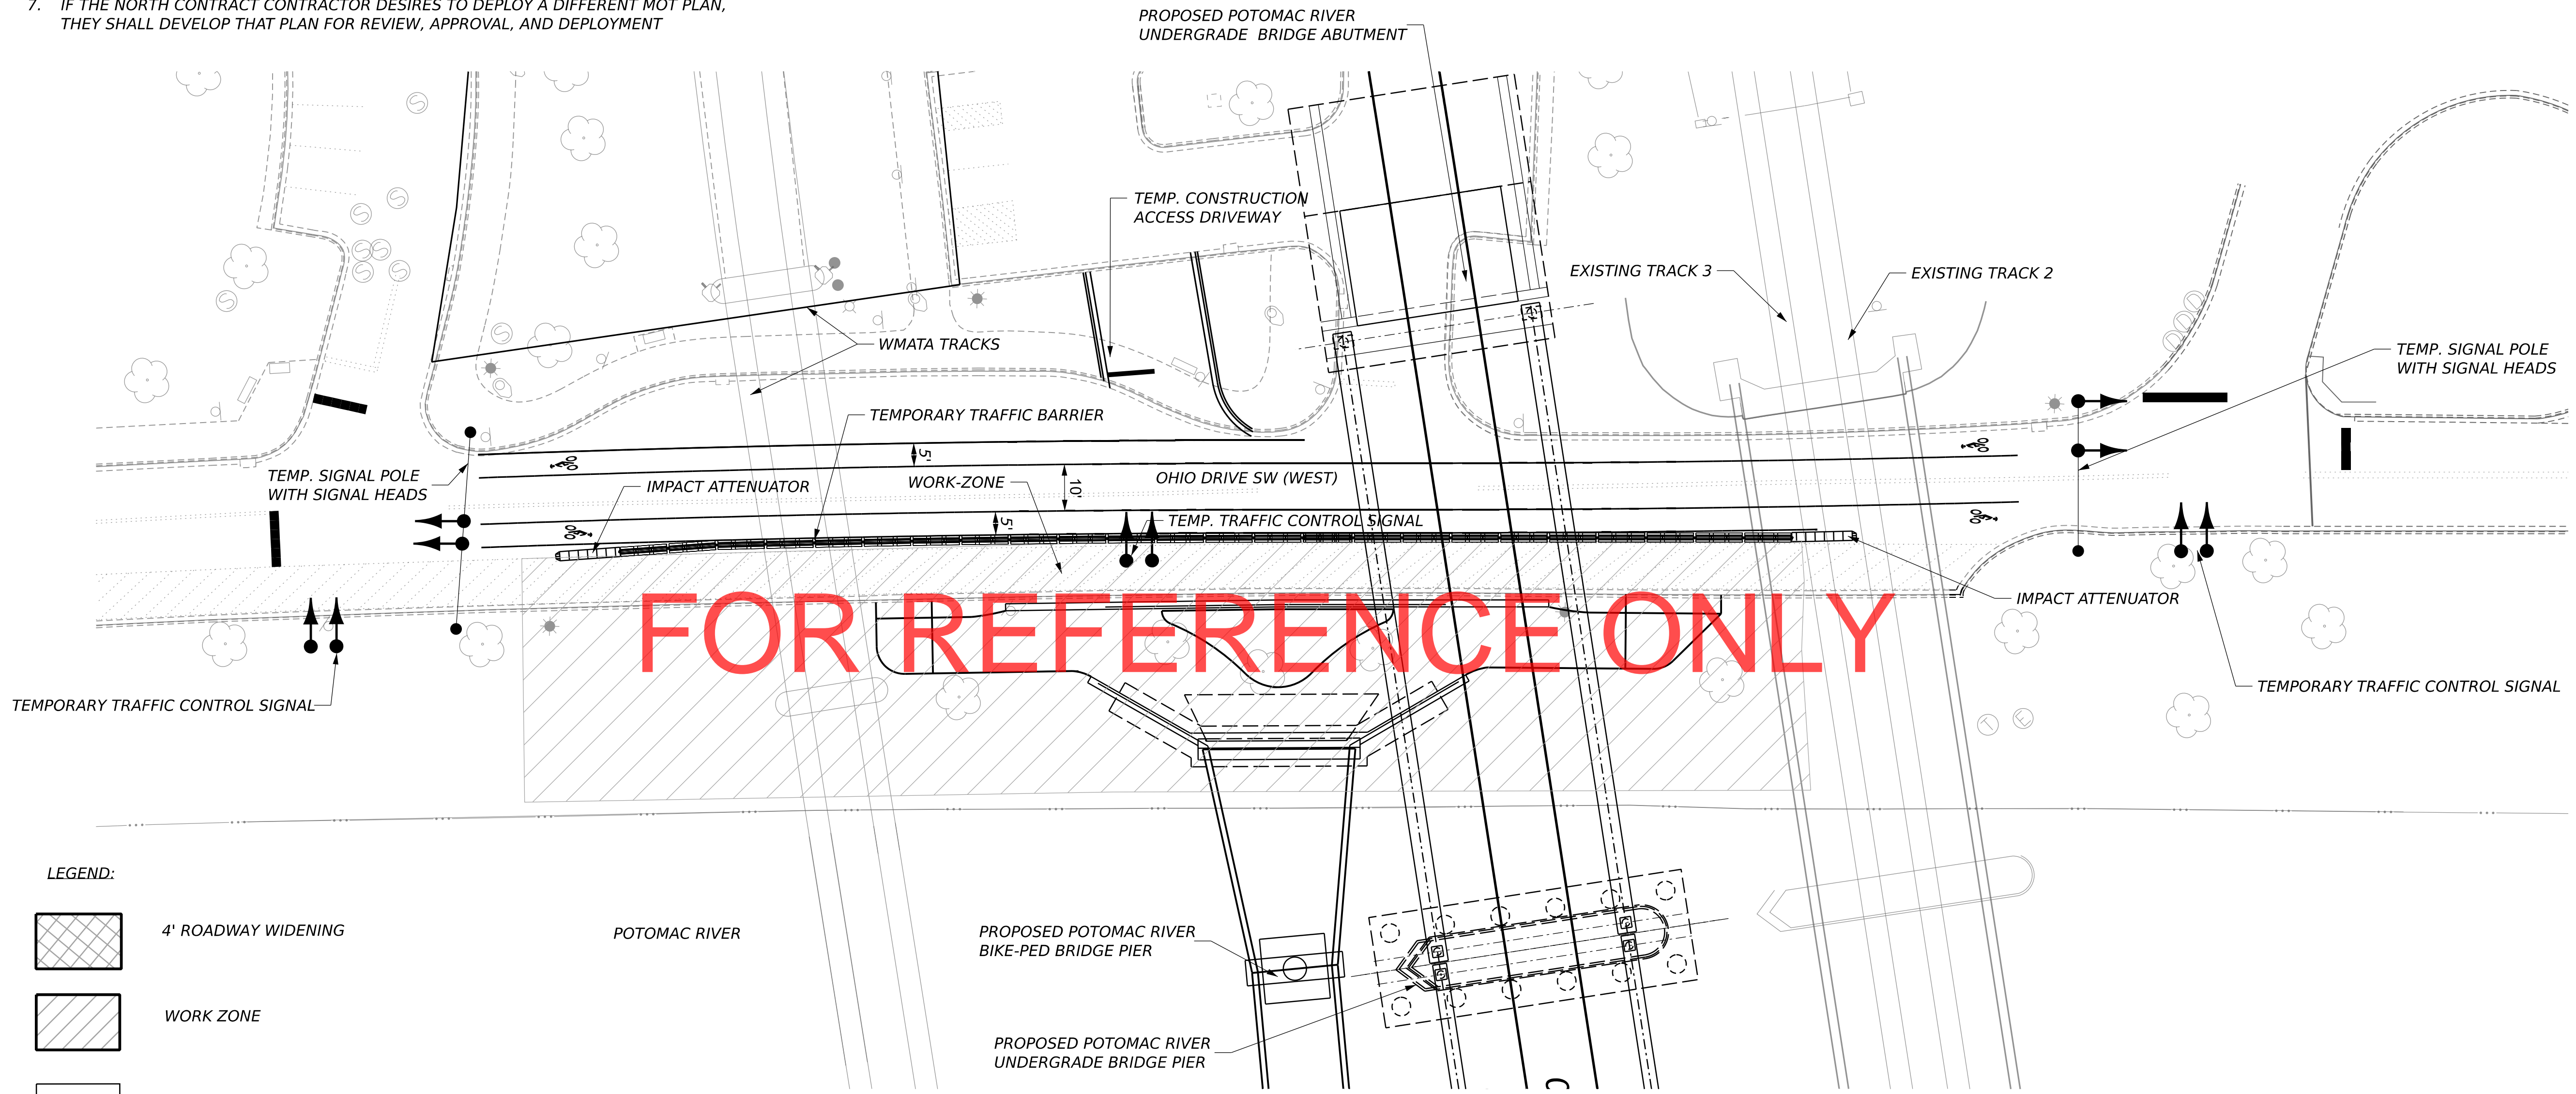 7. IF THE NORTH CONTRACT CONTRACTOR DESIRES TO DEPLOY A DIFFERENT MOT PLAN,
THEY SHALL DEVELOP THAT PLAN FOR REVIEW, APPROVAL, AND DEPLOYMENT
PROPOSED POTOMAC RIVER
UNDERGRADE BRIDGE ABUTMENT
TEMP. CONSTRUCTION
ACCESS DRIVEWAY
EXISTING TRACK 3
EXISTING TRACK 2
WMATA TRACKS
TEMP. SIGNAL POLE
WITH SIGNAL HEADS
TEMPORARY TRAFFIC BARRIER
TEMP. SIGNAL POLE
WITH SIGNAL HEADS
IMPACT ATTENUATOR
5'
WORK-ZONE
10'
OHIO DRIVE SW (WEST)
5'
TEMP. TRAFFIC CONTROL SIGNAL
FOR REFERENCE ONLY
IMPACT ATTENUATOR
TEMPORARY TRAFFIC CONTROL SIGNAL
TEMPORARY TRAFFIC CONTROL SIGNAL
LEGEND:
4' ROADWAY WIDENING
POTOMAC RIVER
PROPOSED POTOMAC RIVER
BIKE-PED BRIDGE PIER
WORK ZONE
PROPOSED POTOMAC RIVER
UNDERGRADE BRIDGE PIER